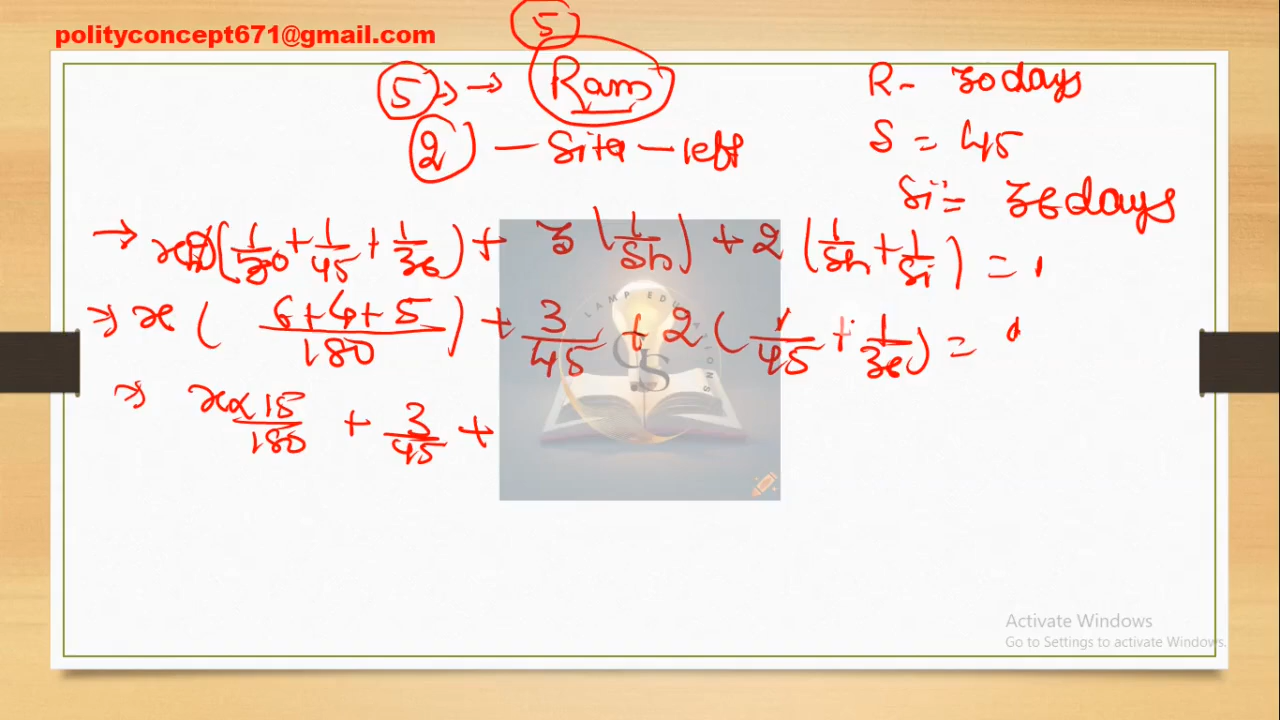 polityconcept671@gmail.com
5
5 → → Ram
2) - Sita - left
R - 30 days
S = 45
Si = 36 days
→ x(1/30 + 1/45 + 1/36) + 3(1/Sh) + 2(1/Sh + 1/Si) = 1
⇒ x(6+4+5/180) + 3/45 + 2(1/45 + 1/36) = 1
⇒ x×15/180 + 3/45 +
LAMP EDUCATIONS
Activate Windows
Go to Settings to activate Windows.